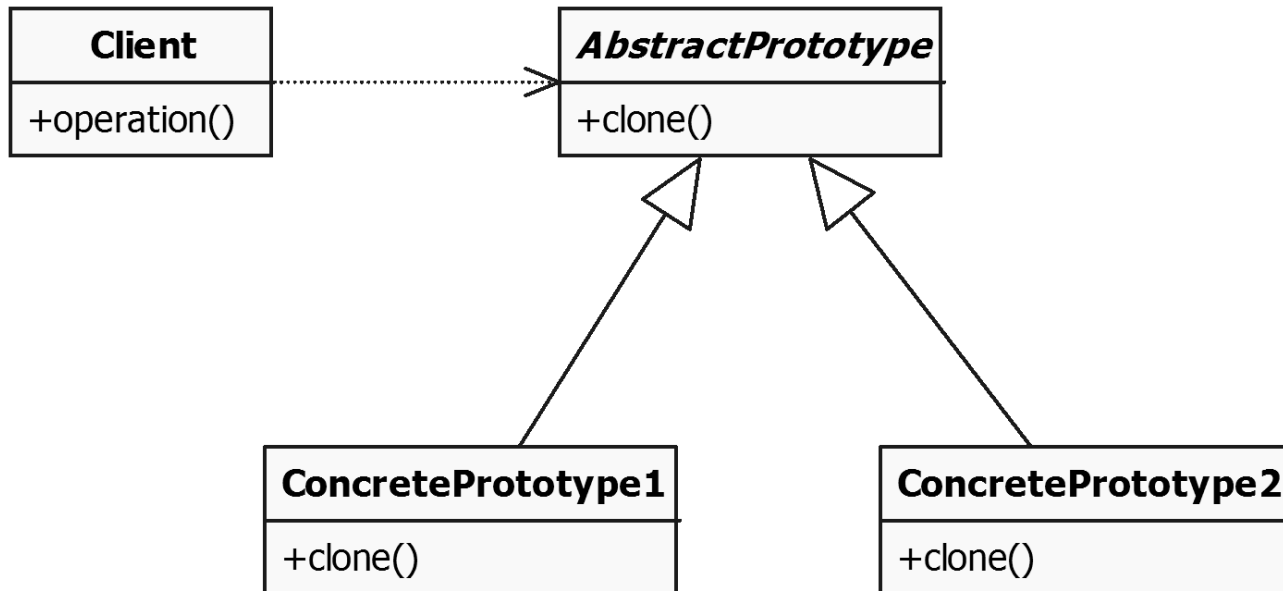 Client
+operation()
AbstractPrototype
+clone()
ConcretePrototype1
+clone()
ConcretePrototype2
+clone()